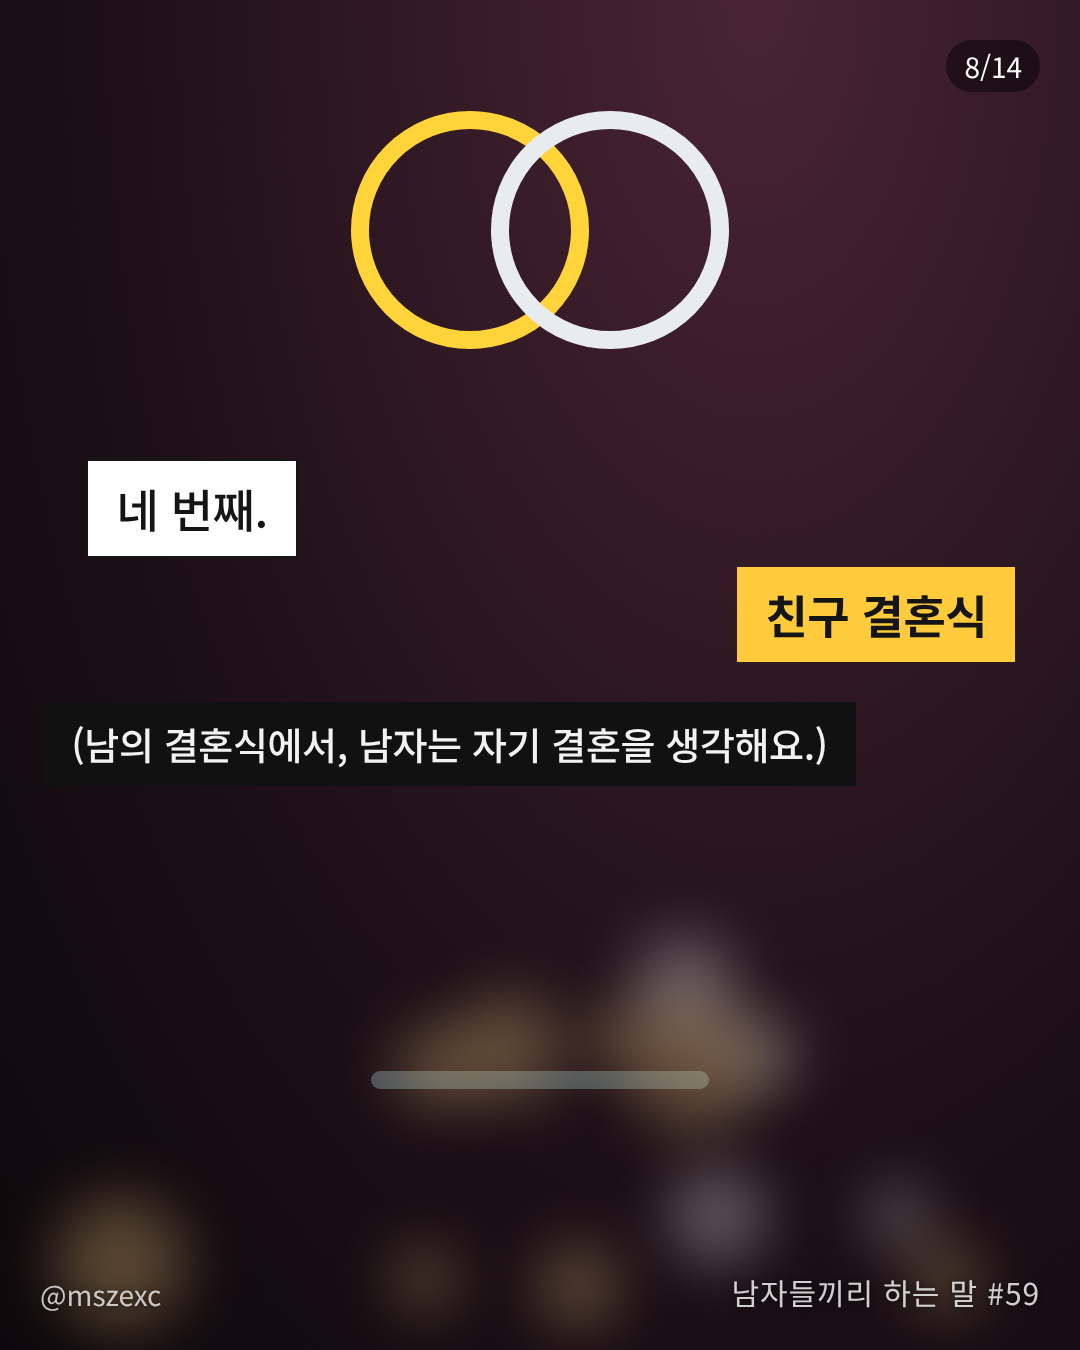 8/14
네 번째.
친구 결혼식
(남의 결혼식에서, 남자는 자기 결혼을 생각해요.)
@mszexc
남자들끼리 하는 말 #59